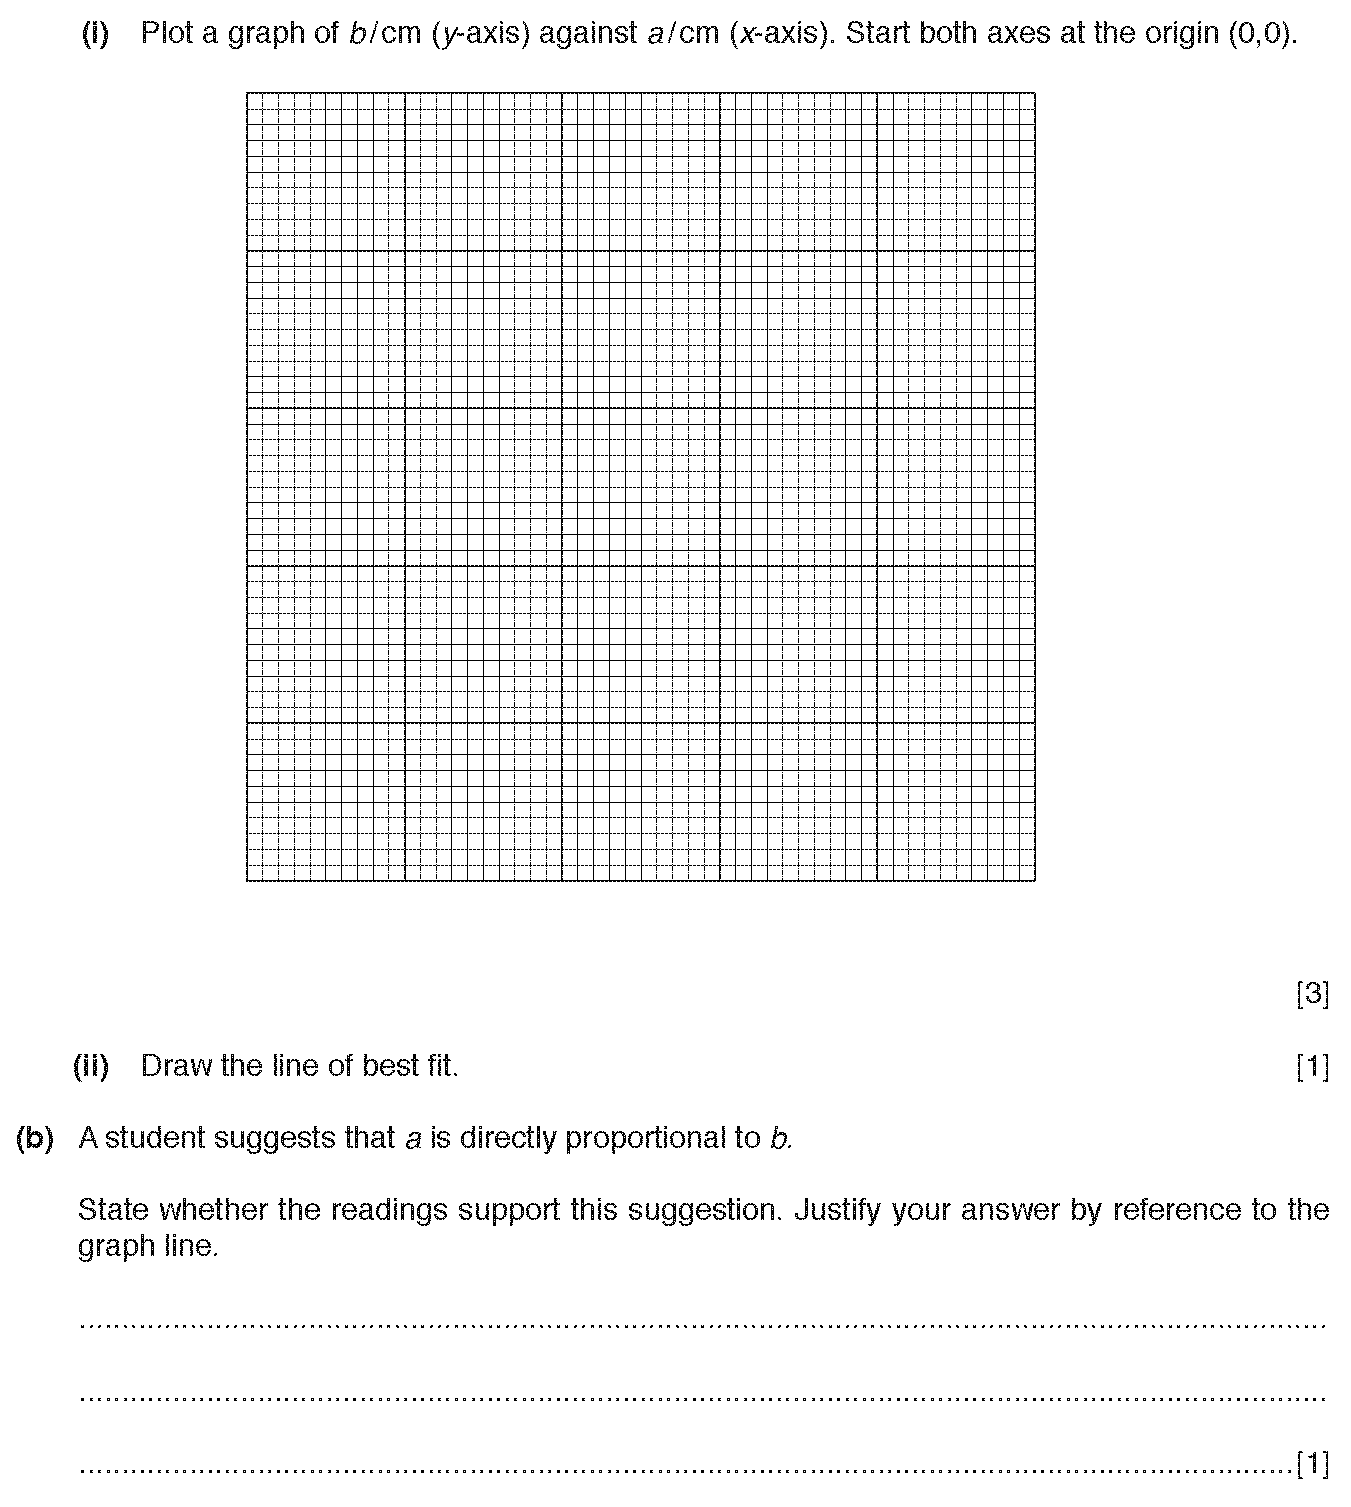 (i) Plot a graph of b/cm (y-axis) against a/cm (x-axis). Start both axes at the origin (0,0).
[3]
(ii) Draw the line of best fit. [1]
(b) A student suggests that a is directly proportional to b.
State whether the readings support this suggestion. Justify your answer by reference to the
graph line.
[1]